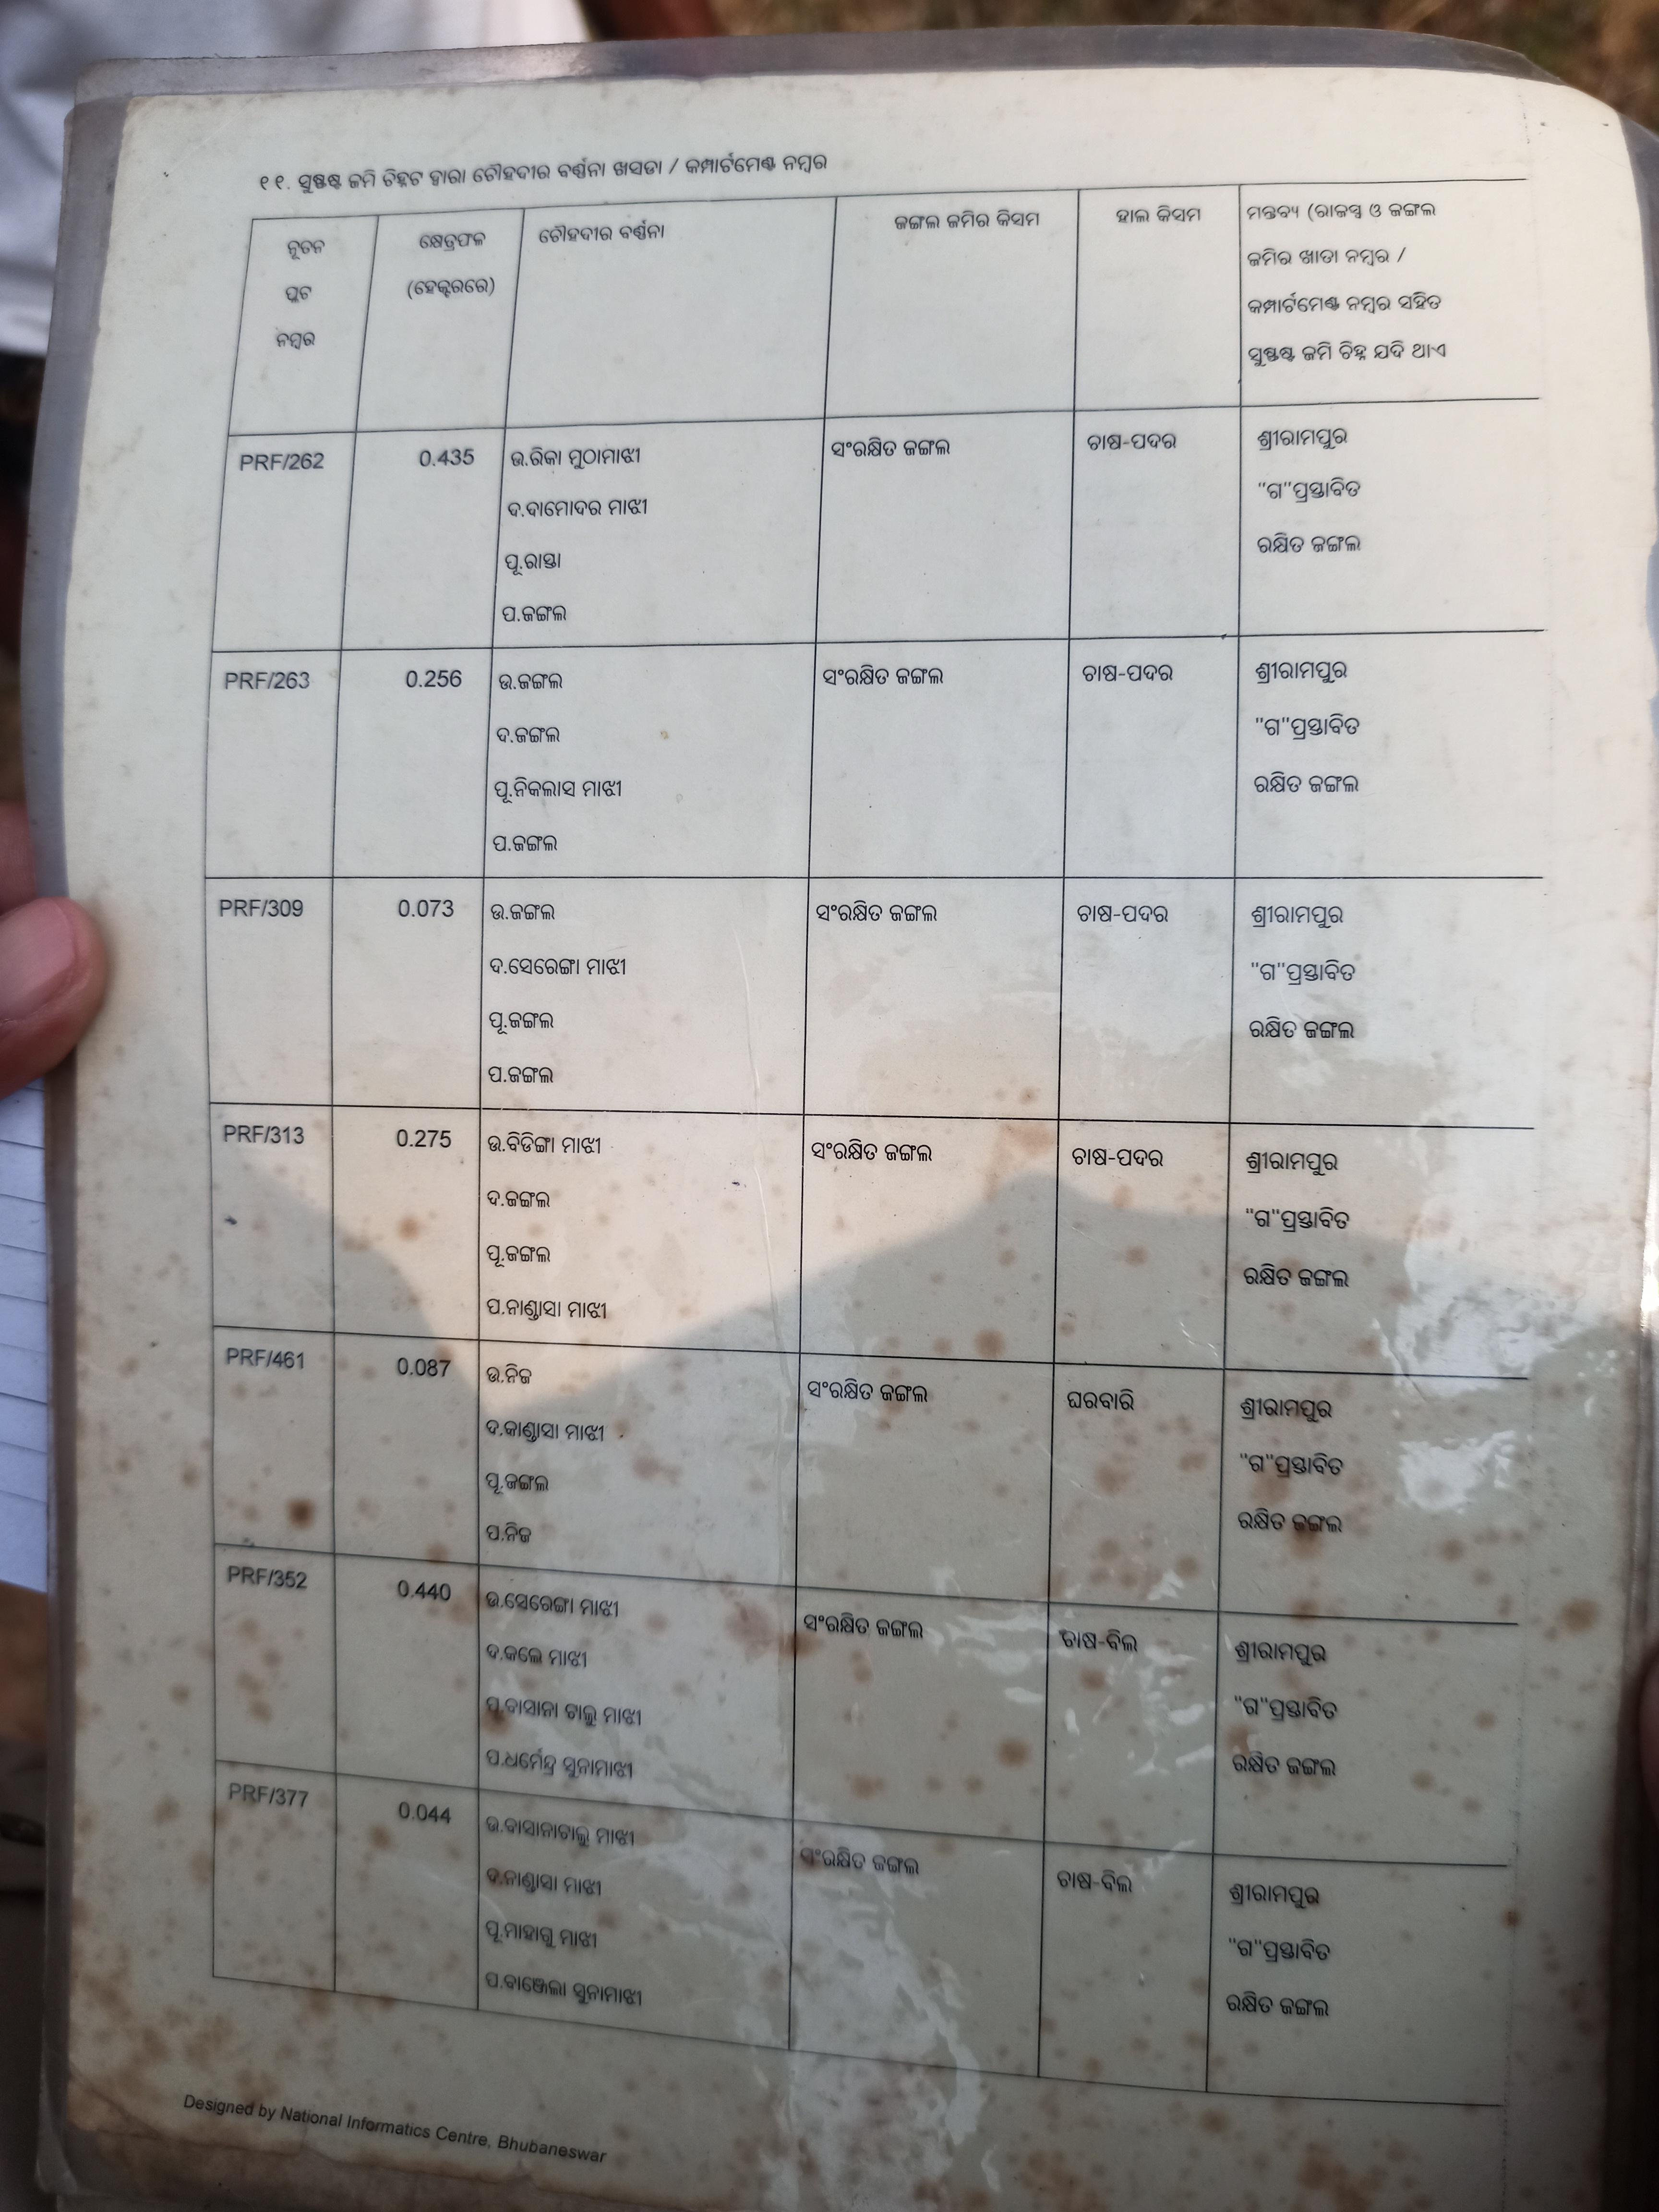 ୧୧. ସୁଷ୍ପଷ୍ଟ ଜମି ଚିହ୍ନଟ ଦ୍ୱାରା ଚୌହଦୀର ବର୍ଣ୍ଣନା ଖସଡା / କମ୍ପାର୍ଟମେଣ୍ଟ ନମ୍ବର
ନୂତନ
ପ୍ଲଟ
ନମ୍ବର
କ୍ଷେତ୍ରଫଳ
(ହେକ୍ଟରରେ)
ଚୌହଦୀର ବର୍ଣ୍ଣନା
ଜଙ୍ଗଲ ଜମିର କିସମ
ହାଲ କିସମ
ମନ୍ତବ୍ୟ (ରାଜସ୍ୱ ଓ ଜଙ୍ଗଲ
ଜମିର ଖାତା ନମ୍ବର /
କମ୍ପାର୍ଟମେଣ୍ଟ ନମ୍ବର ସହିତ
ସୁଷ୍ପଷ୍ଟ ଜମି ଚିହ୍ନ ଯଦି ଥାଏ
PRF/262
0.435
ଉ.ରିକା ମୁଠାମାଝୀ
ଦ.ଦାମୋଦର ମାଝୀ
ପୂ.ରାସ୍ତା
ପ.ଜଙ୍ଗଲ
ସଂରକ୍ଷିତ ଜଙ୍ଗଲ
ଚାଷ-ପଦର
ଶ୍ରୀରାମପୁର
"ଗ"ପ୍ରସ୍ତାବିତ
ରକ୍ଷିତ ଜଙ୍ଗଲ
PRF/263
0.256
ଉ.ଜଙ୍ଗଲ
ଦ.ଜଙ୍ଗଲ
ପୂ.ନିକଲାସ ମାଝୀ
ପ.ଜଙ୍ଗଲ
ସଂରକ୍ଷିତ ଜଙ୍ଗଲ
ଚାଷ-ପଦର
ଶ୍ରୀରାମପୁର
"ଗ"ପ୍ରସ୍ତାବିତ
ରକ୍ଷିତ ଜଙ୍ଗଲ
PRF/309
0.073
ଉ.ଜଙ୍ଗଲ
ଦ.ସେରେଙ୍ଗା ମାଝୀ
ପୂ.ଜଙ୍ଗଲ
ପ.ଜଙ୍ଗଲ
ସଂରକ୍ଷିତ ଜଙ୍ଗଲ
ଚାଷ-ପଦର
ଶ୍ରୀରାମପୁର
"ଗ"ପ୍ରସ୍ତାବିତ
ରକ୍ଷିତ ଜଙ୍ଗଲ
PRF/313
0.275
ଉ.ବିଡିଙ୍ଗା ମାଝୀ
ଦ.ଜଙ୍ଗଲ
ପୂ.ଜଙ୍ଗଲ
ପ.ନାଣ୍ଡାସା ମାଝୀ
ସଂରକ୍ଷିତ ଜଙ୍ଗଲ
ଚାଷ-ପଦର
ଶ୍ରୀରାମପୁର
"ଗ"ପ୍ରସ୍ତାବିତ
ରକ୍ଷିତ ଜଙ୍ଗଲ
PRF/461
0.087
ଉ.ନିଜ
ଦ.କାଣ୍ଡାସା ମାଝୀ
ପୂ.ଜଙ୍ଗଲ
ପ.ନିଜ
ସଂରକ୍ଷିତ ଜଙ୍ଗଲ
ଘରବାରି
ଶ୍ରୀରାମପୁର
"ଗ"ପ୍ରସ୍ତାବିତ
ରକ୍ଷିତ ଜଙ୍ଗଲ
PRF/352
0.440
ଉ.ସେରେଙ୍ଗା ମାଝୀ
ଦ.କଲେ ମାଝୀ
ପୂ.ବାସାନା ଟାଲୁ ମାଝୀ
ପ.ଧର୍ମେନ୍ଦ୍ର ସୁନାମାଝୀ
ସଂରକ୍ଷିତ ଜଙ୍ଗଲ
ଚାଷ-ବିଲ
ଶ୍ରୀରାମପୁର
"ଗ"ପ୍ରସ୍ତାବିତ
ରକ୍ଷିତ ଜଙ୍ଗଲ
PRF/377
0.044
ଉ.ବାସାନାଟାଲୁ ମାଝୀ
ଦ.ନାଣ୍ଡାସା ମାଝୀ
ପୂ.ମାହାଗୁ ମାଝୀ
ପ.ବାଞ୍ଜେଲା ସୁନାମାଝୀ
ସଂରକ୍ଷିତ ଜଙ୍ଗଲ
ଚାଷ-ବିଲ
ଶ୍ରୀରାମପୁର
"ଗ"ପ୍ରସ୍ତାବିତ
ରକ୍ଷିତ ଜଙ୍ଗଲ
Designed by National Informatics Centre, Bhubaneswar